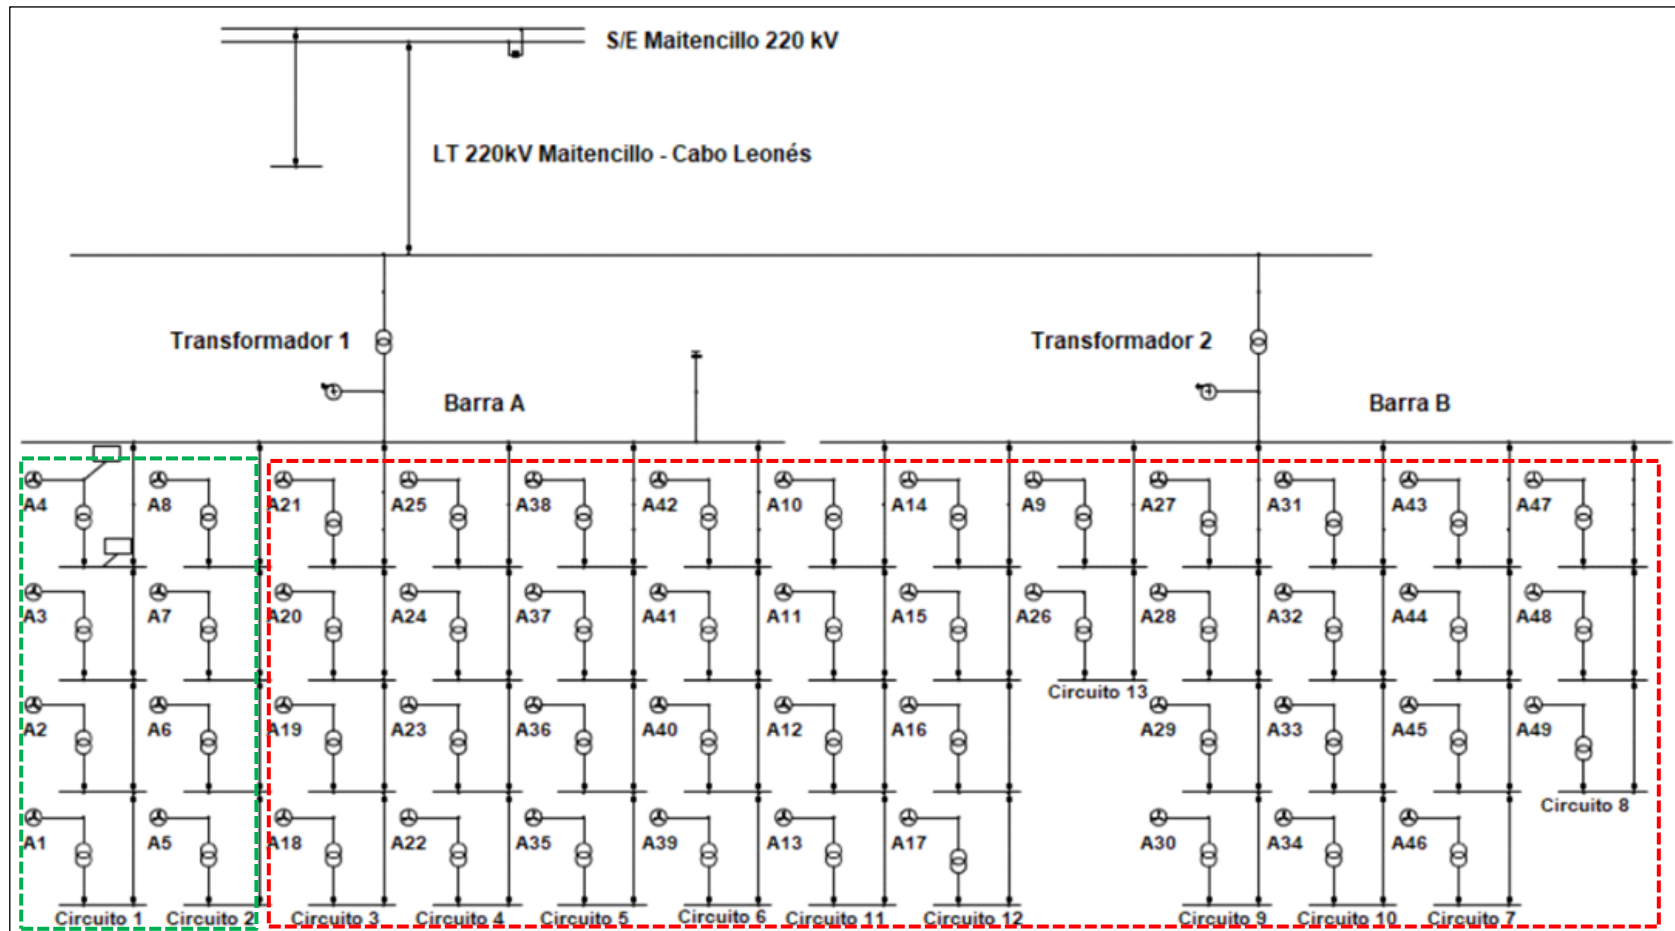 S/E Maitencillo 220 kV
LT 220kV Maitencillo - Cabo Leonés
Transformador 1
Transformador 2
Barra A
Barra B
A4 A8 A21 A25 A38 A42 A10 A14 A9 A27 A31 A43 A47
A3 A7 A20 A24 A37 A41 A11 A15 A26 A28 A32 A44 A48
Circuito 13
A2 A6 A19 A23 A36 A40 A12 A16 A29 A33 A45 A49
Circuito 8
A1 A5 A18 A22 A35 A39 A13 A17 A30 A34 A46
Circuito 1 Circuito 2 Circuito 3 Circuito 4 Circuito 5 Circuito 6 Circuito 11 Circuito 12 Circuito 9 Circuito 10 Circuito 7